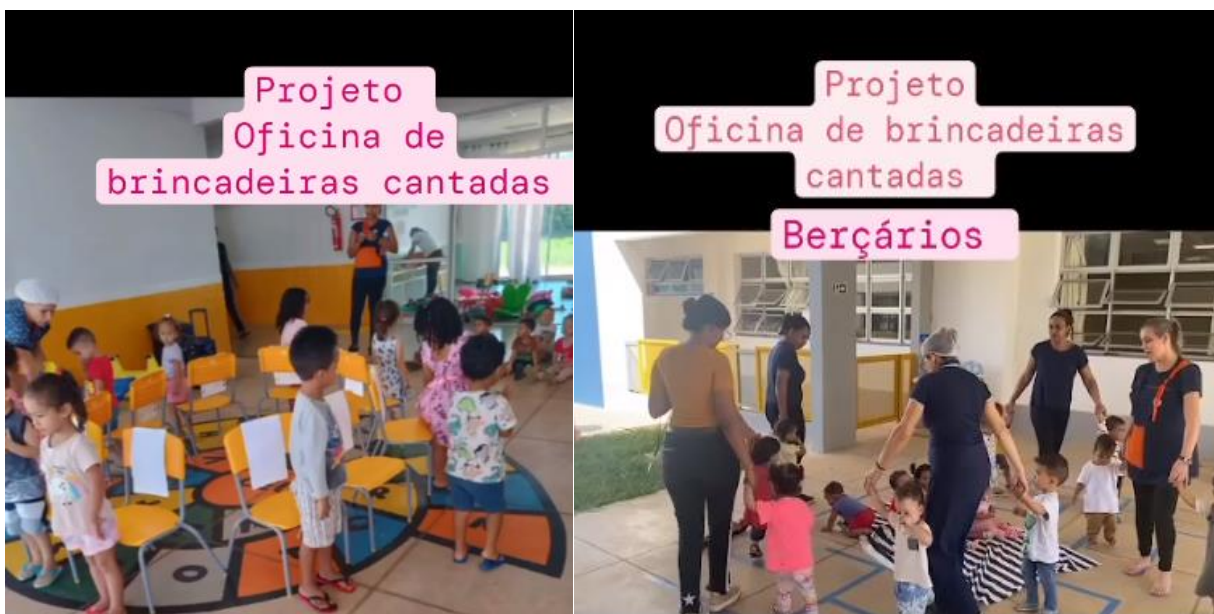 Projeto
Oficina de
brincadeiras cantadas
Projeto
Oficina de brincadeiras
cantadas
Berçários